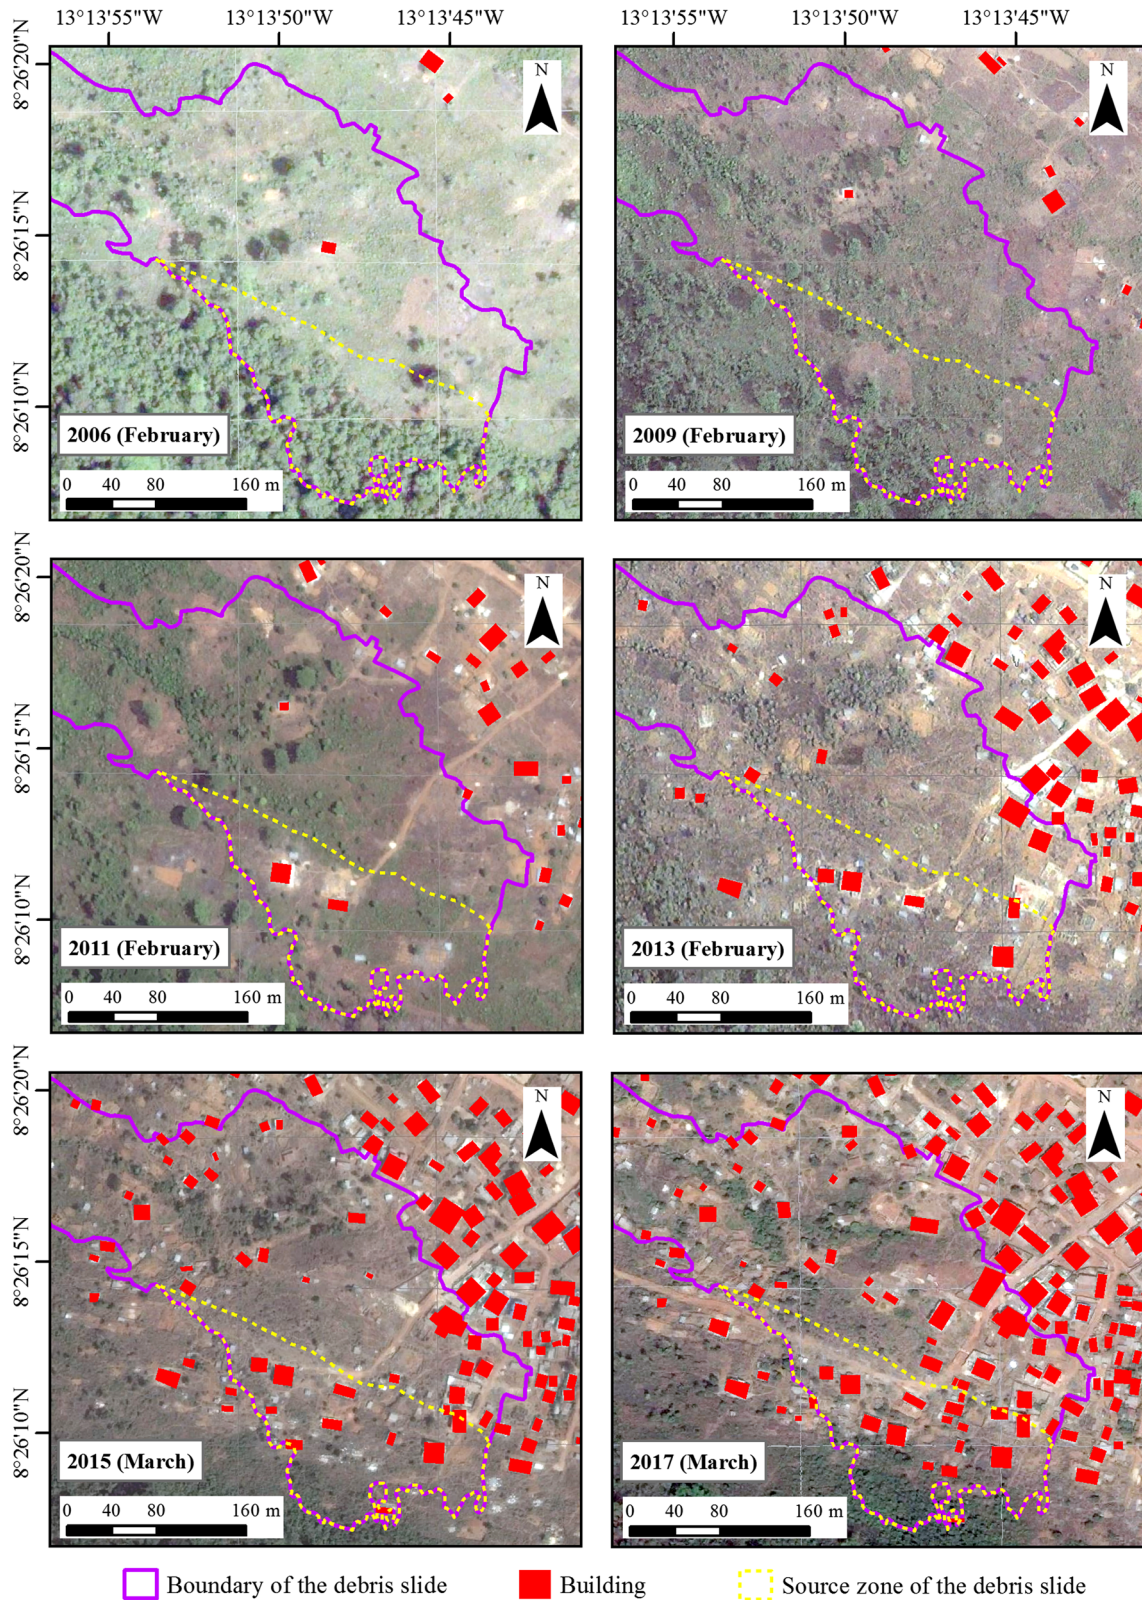 13°13'55"W 13°13'50"W 13°13'45"W 13°13'55"W 13°13'50"W 13°13'45"W
8°26'20"N
8°26'15"N
8°26'10"N
N
2006 (February)
0 40 80 160 m
N
2009 (February)
0 40 80 160 m
8°26'20"N
8°26'15"N
8°26'10"N
N
2011 (February)
0 40 80 160 m
N
2013 (February)
0 40 80 160 m
8°26'20"N
8°26'15"N
8°26'10"N
N
2015 (March)
0 40 80 160 m
N
2017 (March)
0 40 80 160 m
Boundary of the debris slide Building Source zone of the debris slide